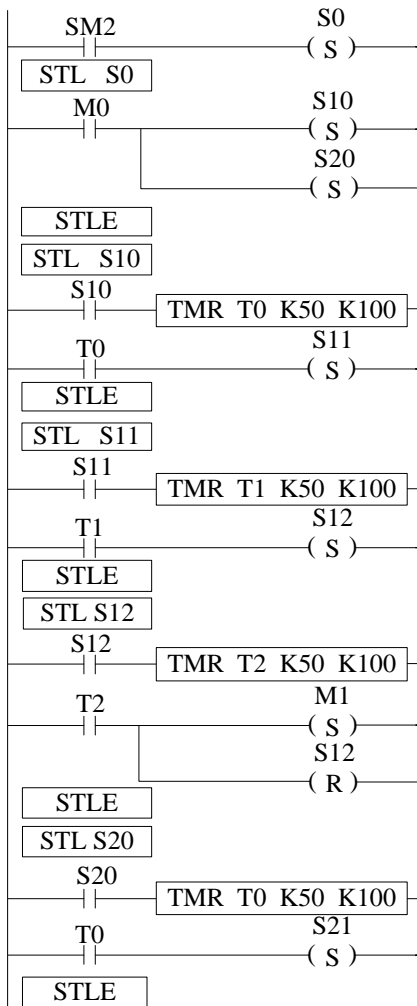 S0
SM2
( S )
STL S0
M0
S10
( S )
S20
( S )
STLE
STL S10
S10
TMR T0 K50 K100
T0
S11
( S )
STLE
STL S11
S11
TMR T1 K50 K100
T1
S12
( S )
STLE
STL S12
S12
TMR T2 K50 K100
T2
M1
( S )
S12
( R )
STLE
STL S20
S20
TMR T0 K50 K100
T0
S21
( S )
STLE